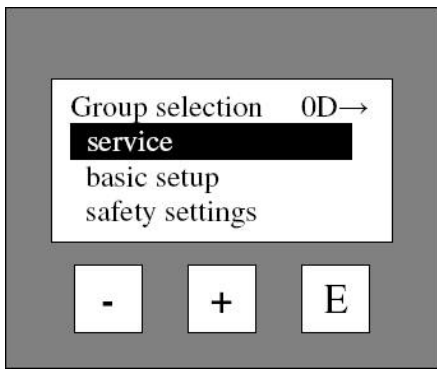 Group selection 0D→
service
basic setup
safety settings
- + E